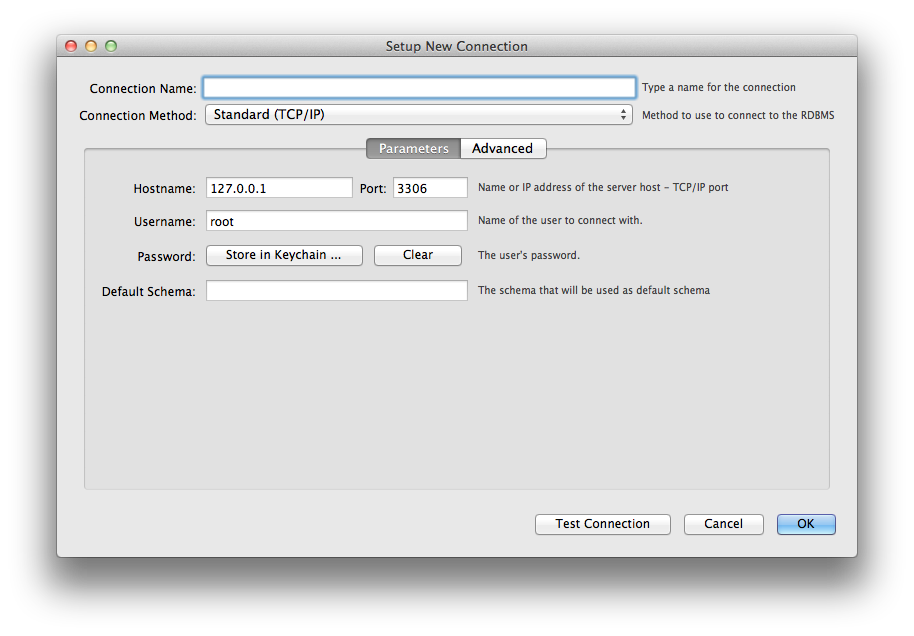 Setup New Connection
Connection Name: Type a name for the connection
Connection Method: Standard (TCP/IP) Method to use to connect to the RDBMS
Parameters Advanced
Hostname: 127.0.0.1 Port: 3306 Name or IP address of the server host - TCP/IP port
Username: root Name of the user to connect with.
Password: Store in Keychain ... Clear The user's password.
Default Schema: The schema that will be used as default schema
Test Connection Cancel OK